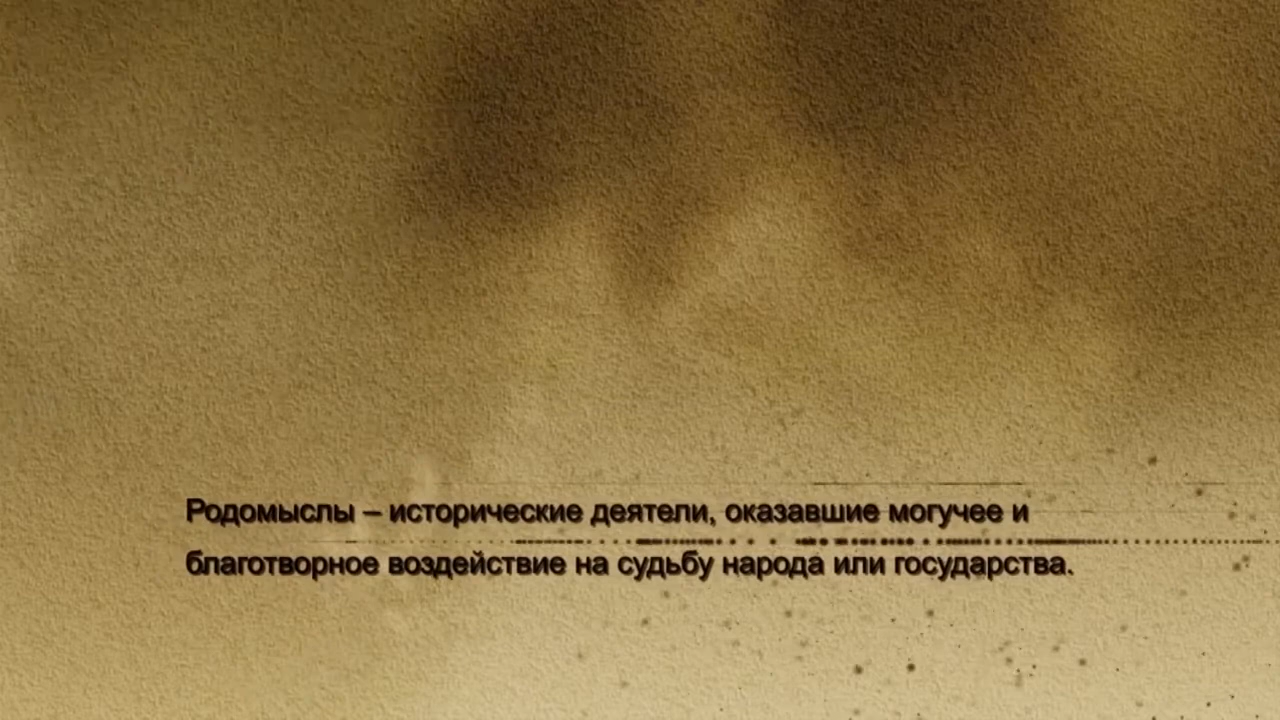 Родомыслы – исторические деятели, оказавшие могучее и
благотворное воздействие на судьбу народа или государства.